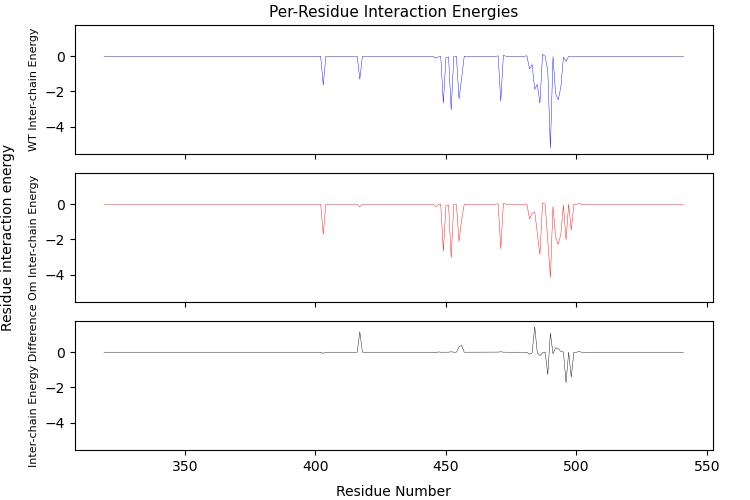 Per-Residue Interaction Energies
Residue interaction energy
WT Inter-chain Energy
0
−2
−4
Om Inter-chain Energy
0
−2
−4
Inter-chain Energy Difference
0
−2
−4
350
400
450
500
550
Residue Number